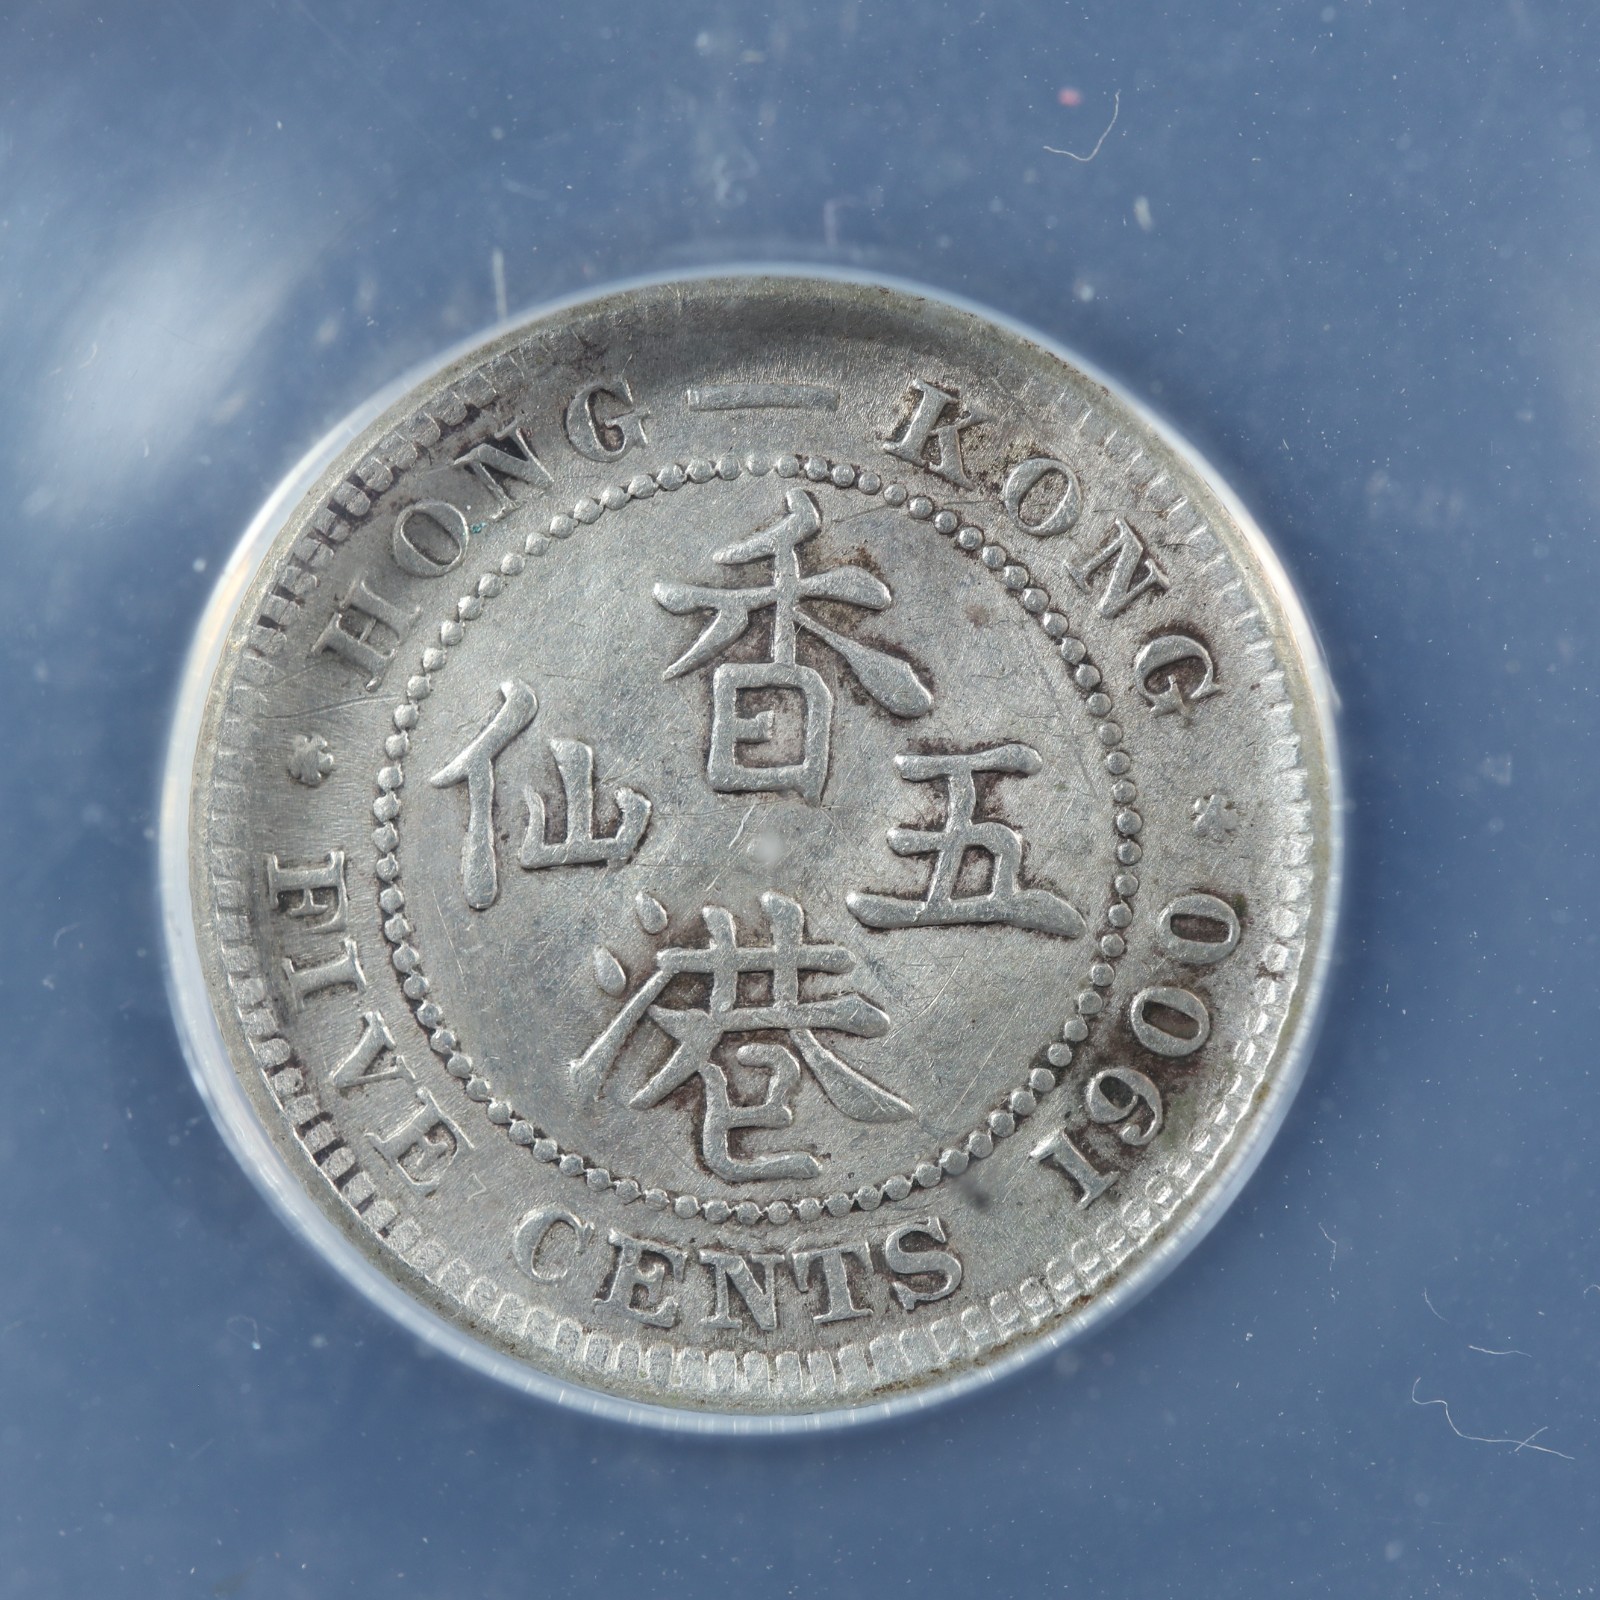 HONG — KONG
香港
五仙
FIVE CENTS 1900